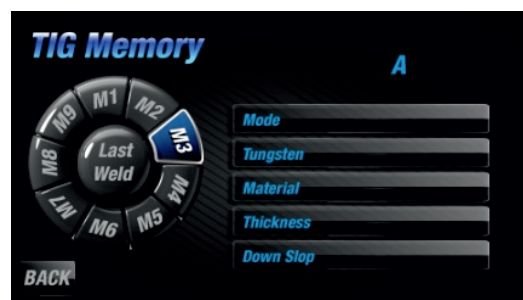 TIG Memory
A
M1
M2
M3
M4
M5
M6
M7
M8
M9
Last
Weld
Mode
Tungsten
Material
Thickness
Down Slop
BACK